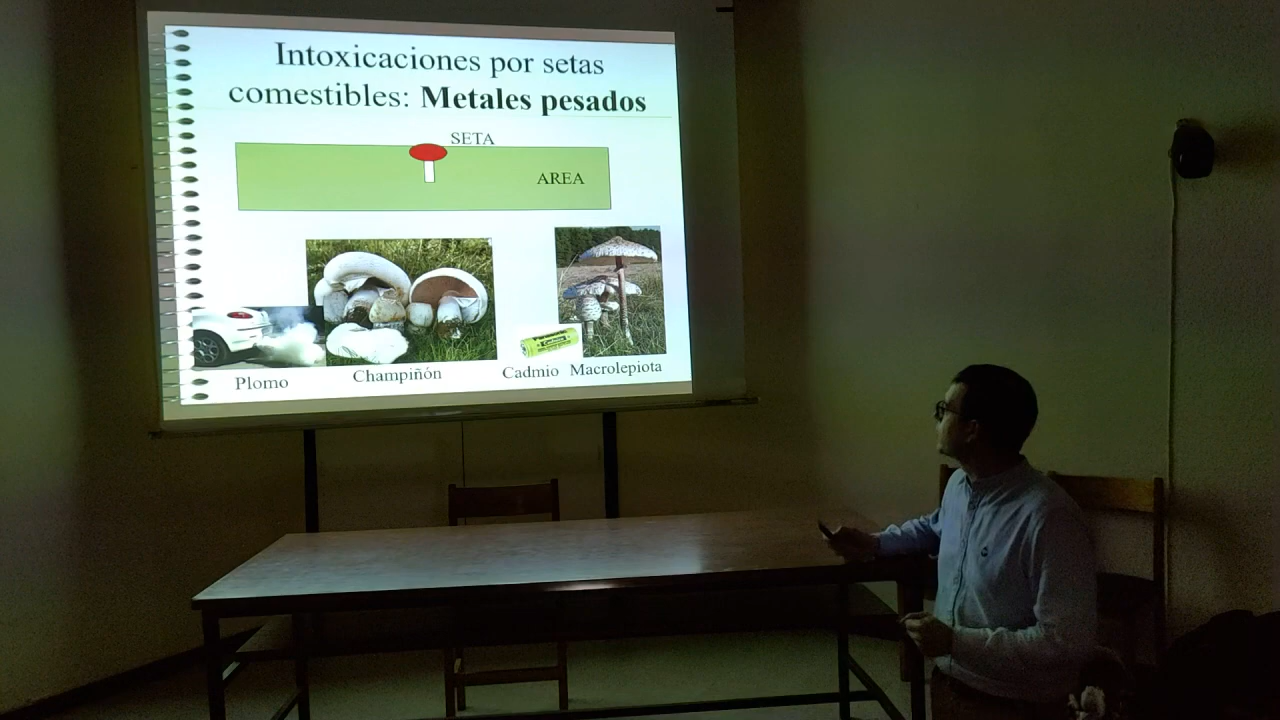 Intoxicaciones por setas
comestibles: Metales pesados
SETA
AREA
Plomo
Champiñón
Cadmio
Macrolepiota